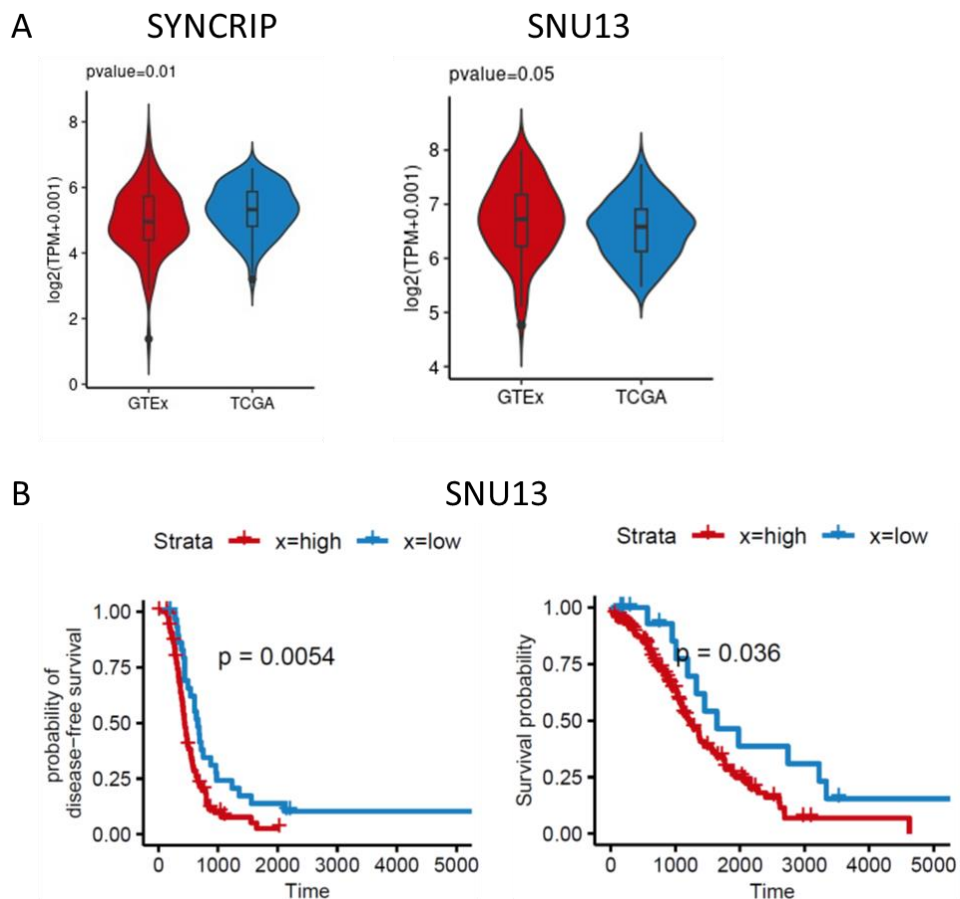 A
SYNCRIP
SNU13
pvalue=0.01
pvalue=0.05
log2(TPM+0.001)
8
6
4
2
0
GTEx
TCGA
log2(TPM+0.001)
8
7
6
5
4
GTEx
TCGA
B
SNU13
Strata x=high x=low
probability of
disease−free survival
1.00
0.75
0.50
0.25
0.00
p = 0.0054
0 1000 2000 3000 4000 5000
Time
Strata x=high x=low
Survival probability
1.00
0.75
0.50
0.25
0.00
p = 0.036
0 1000 2000 3000 4000 5000
Time